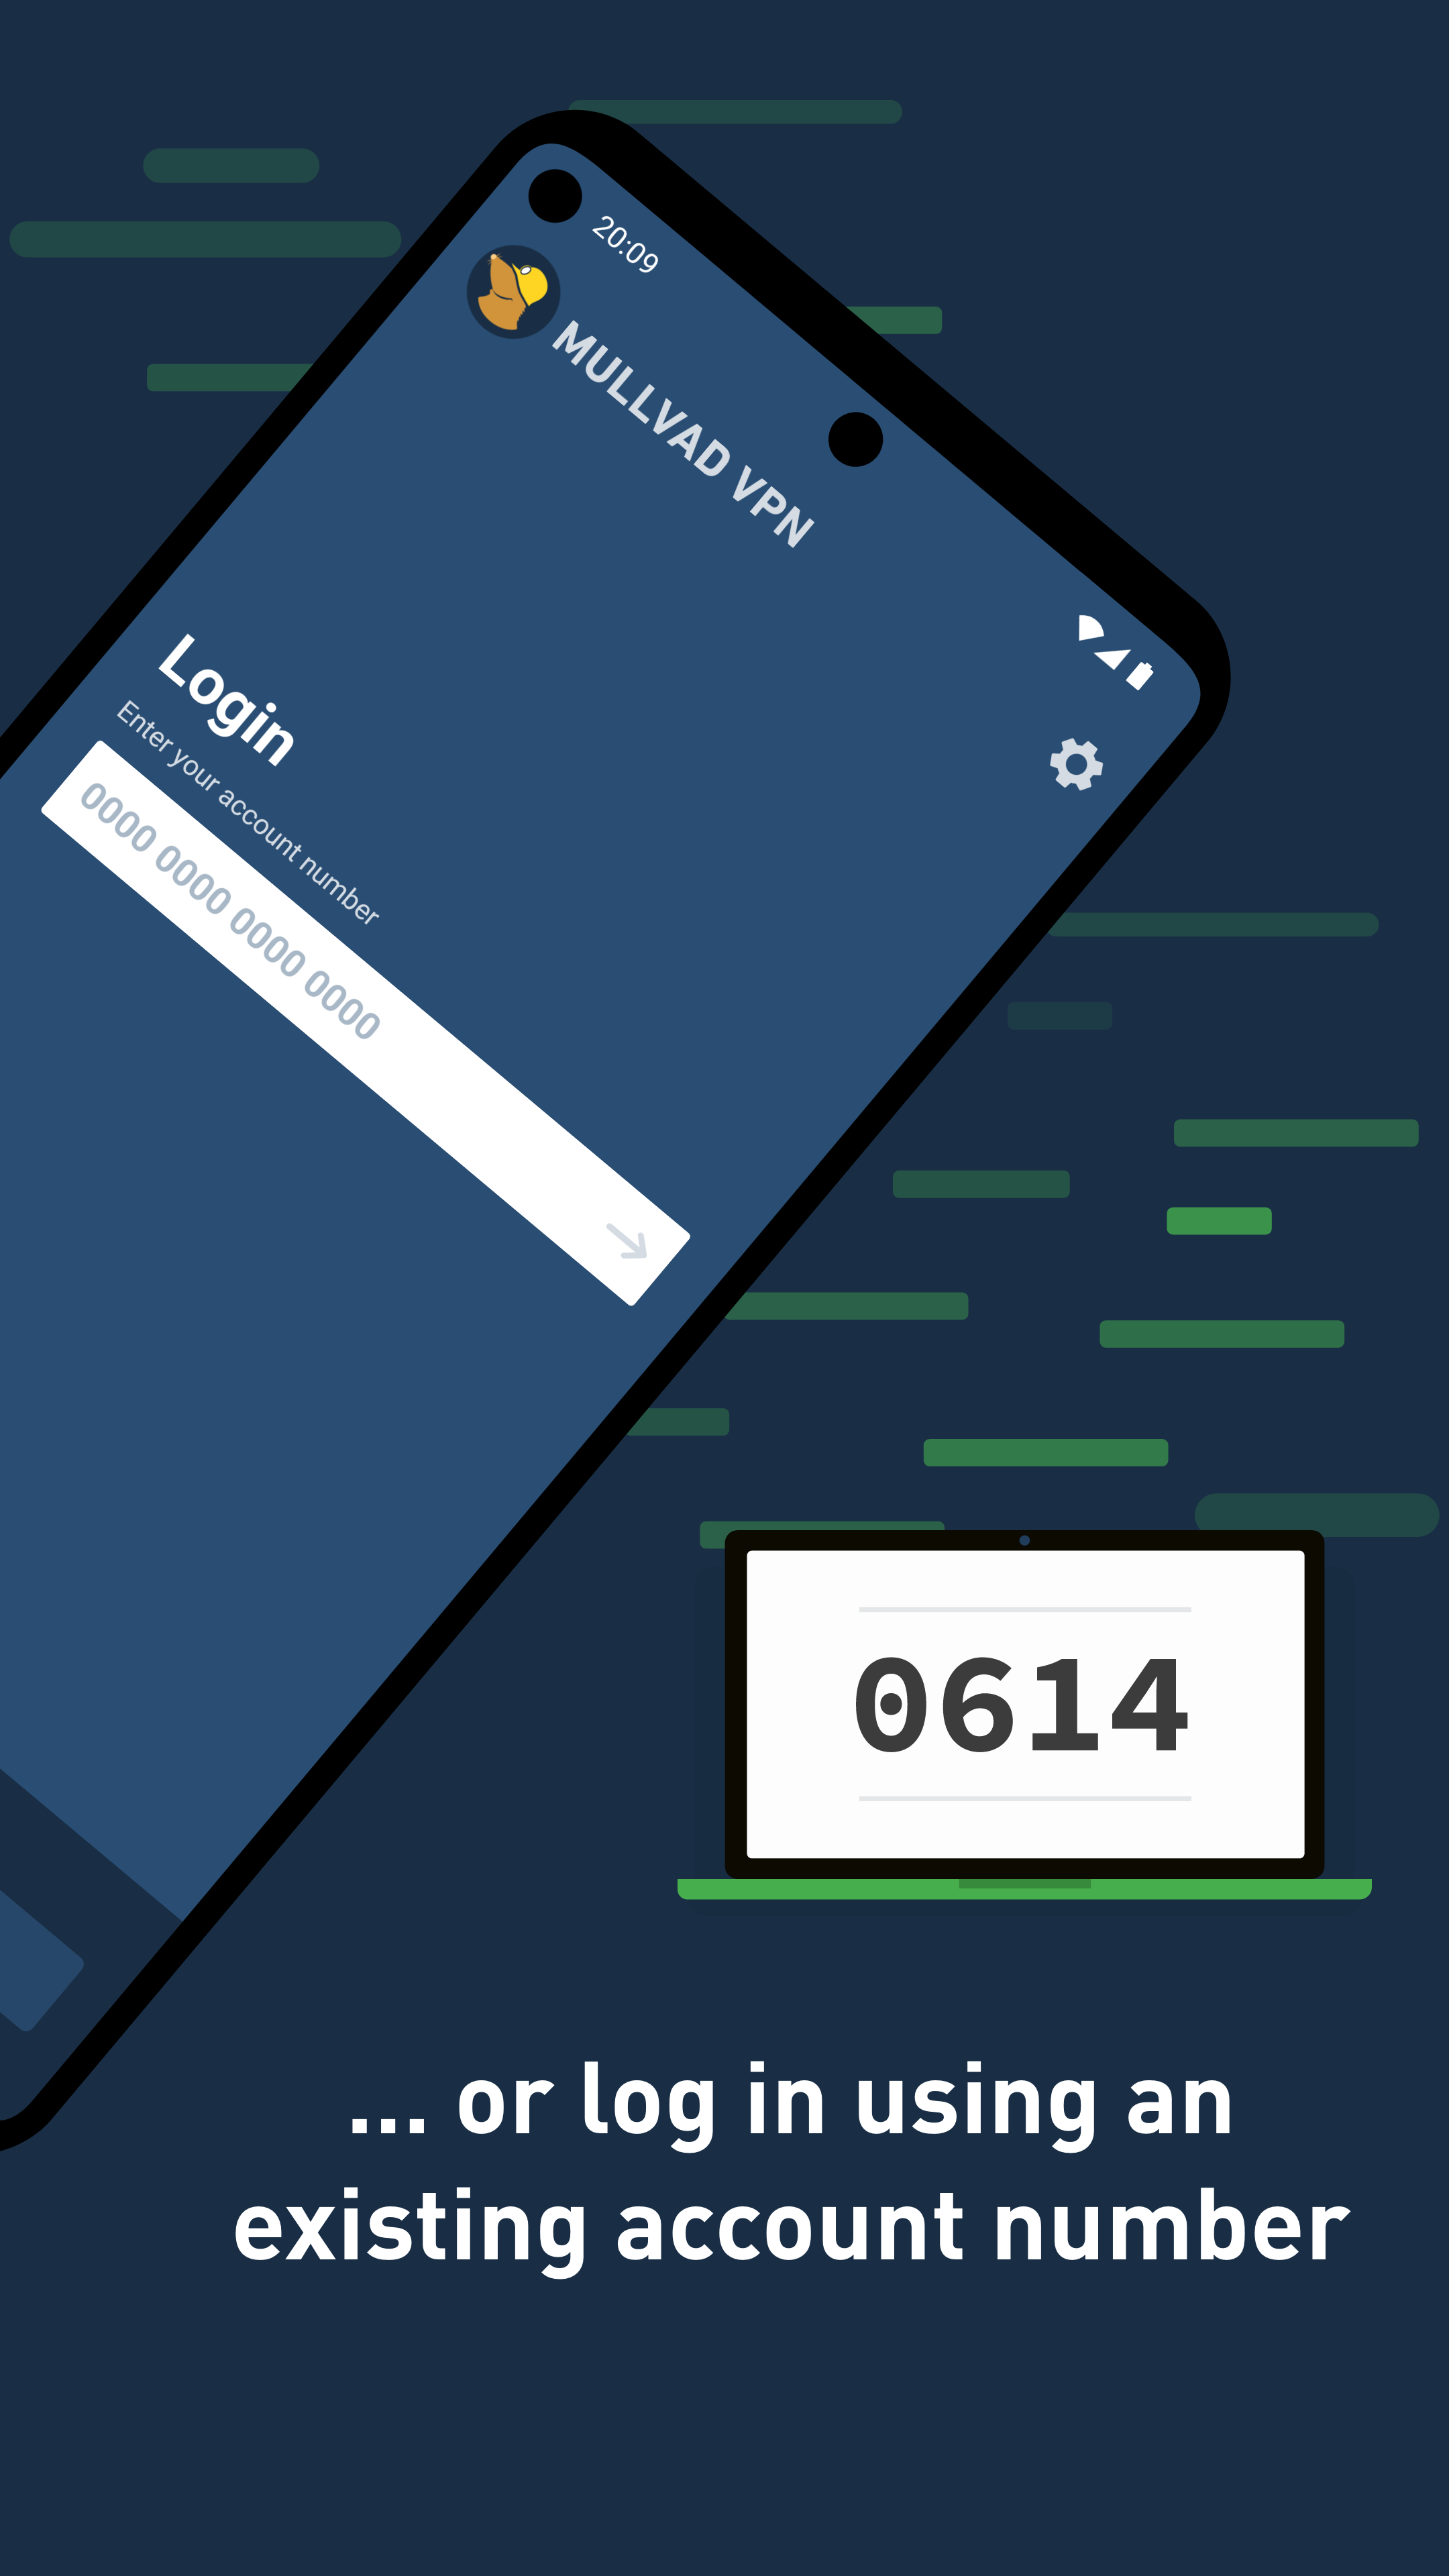 20:09
MULLVAD VPN
Login
Enter your account number
0000 0000 0000 0000
0614
... or log in using an
existing account number